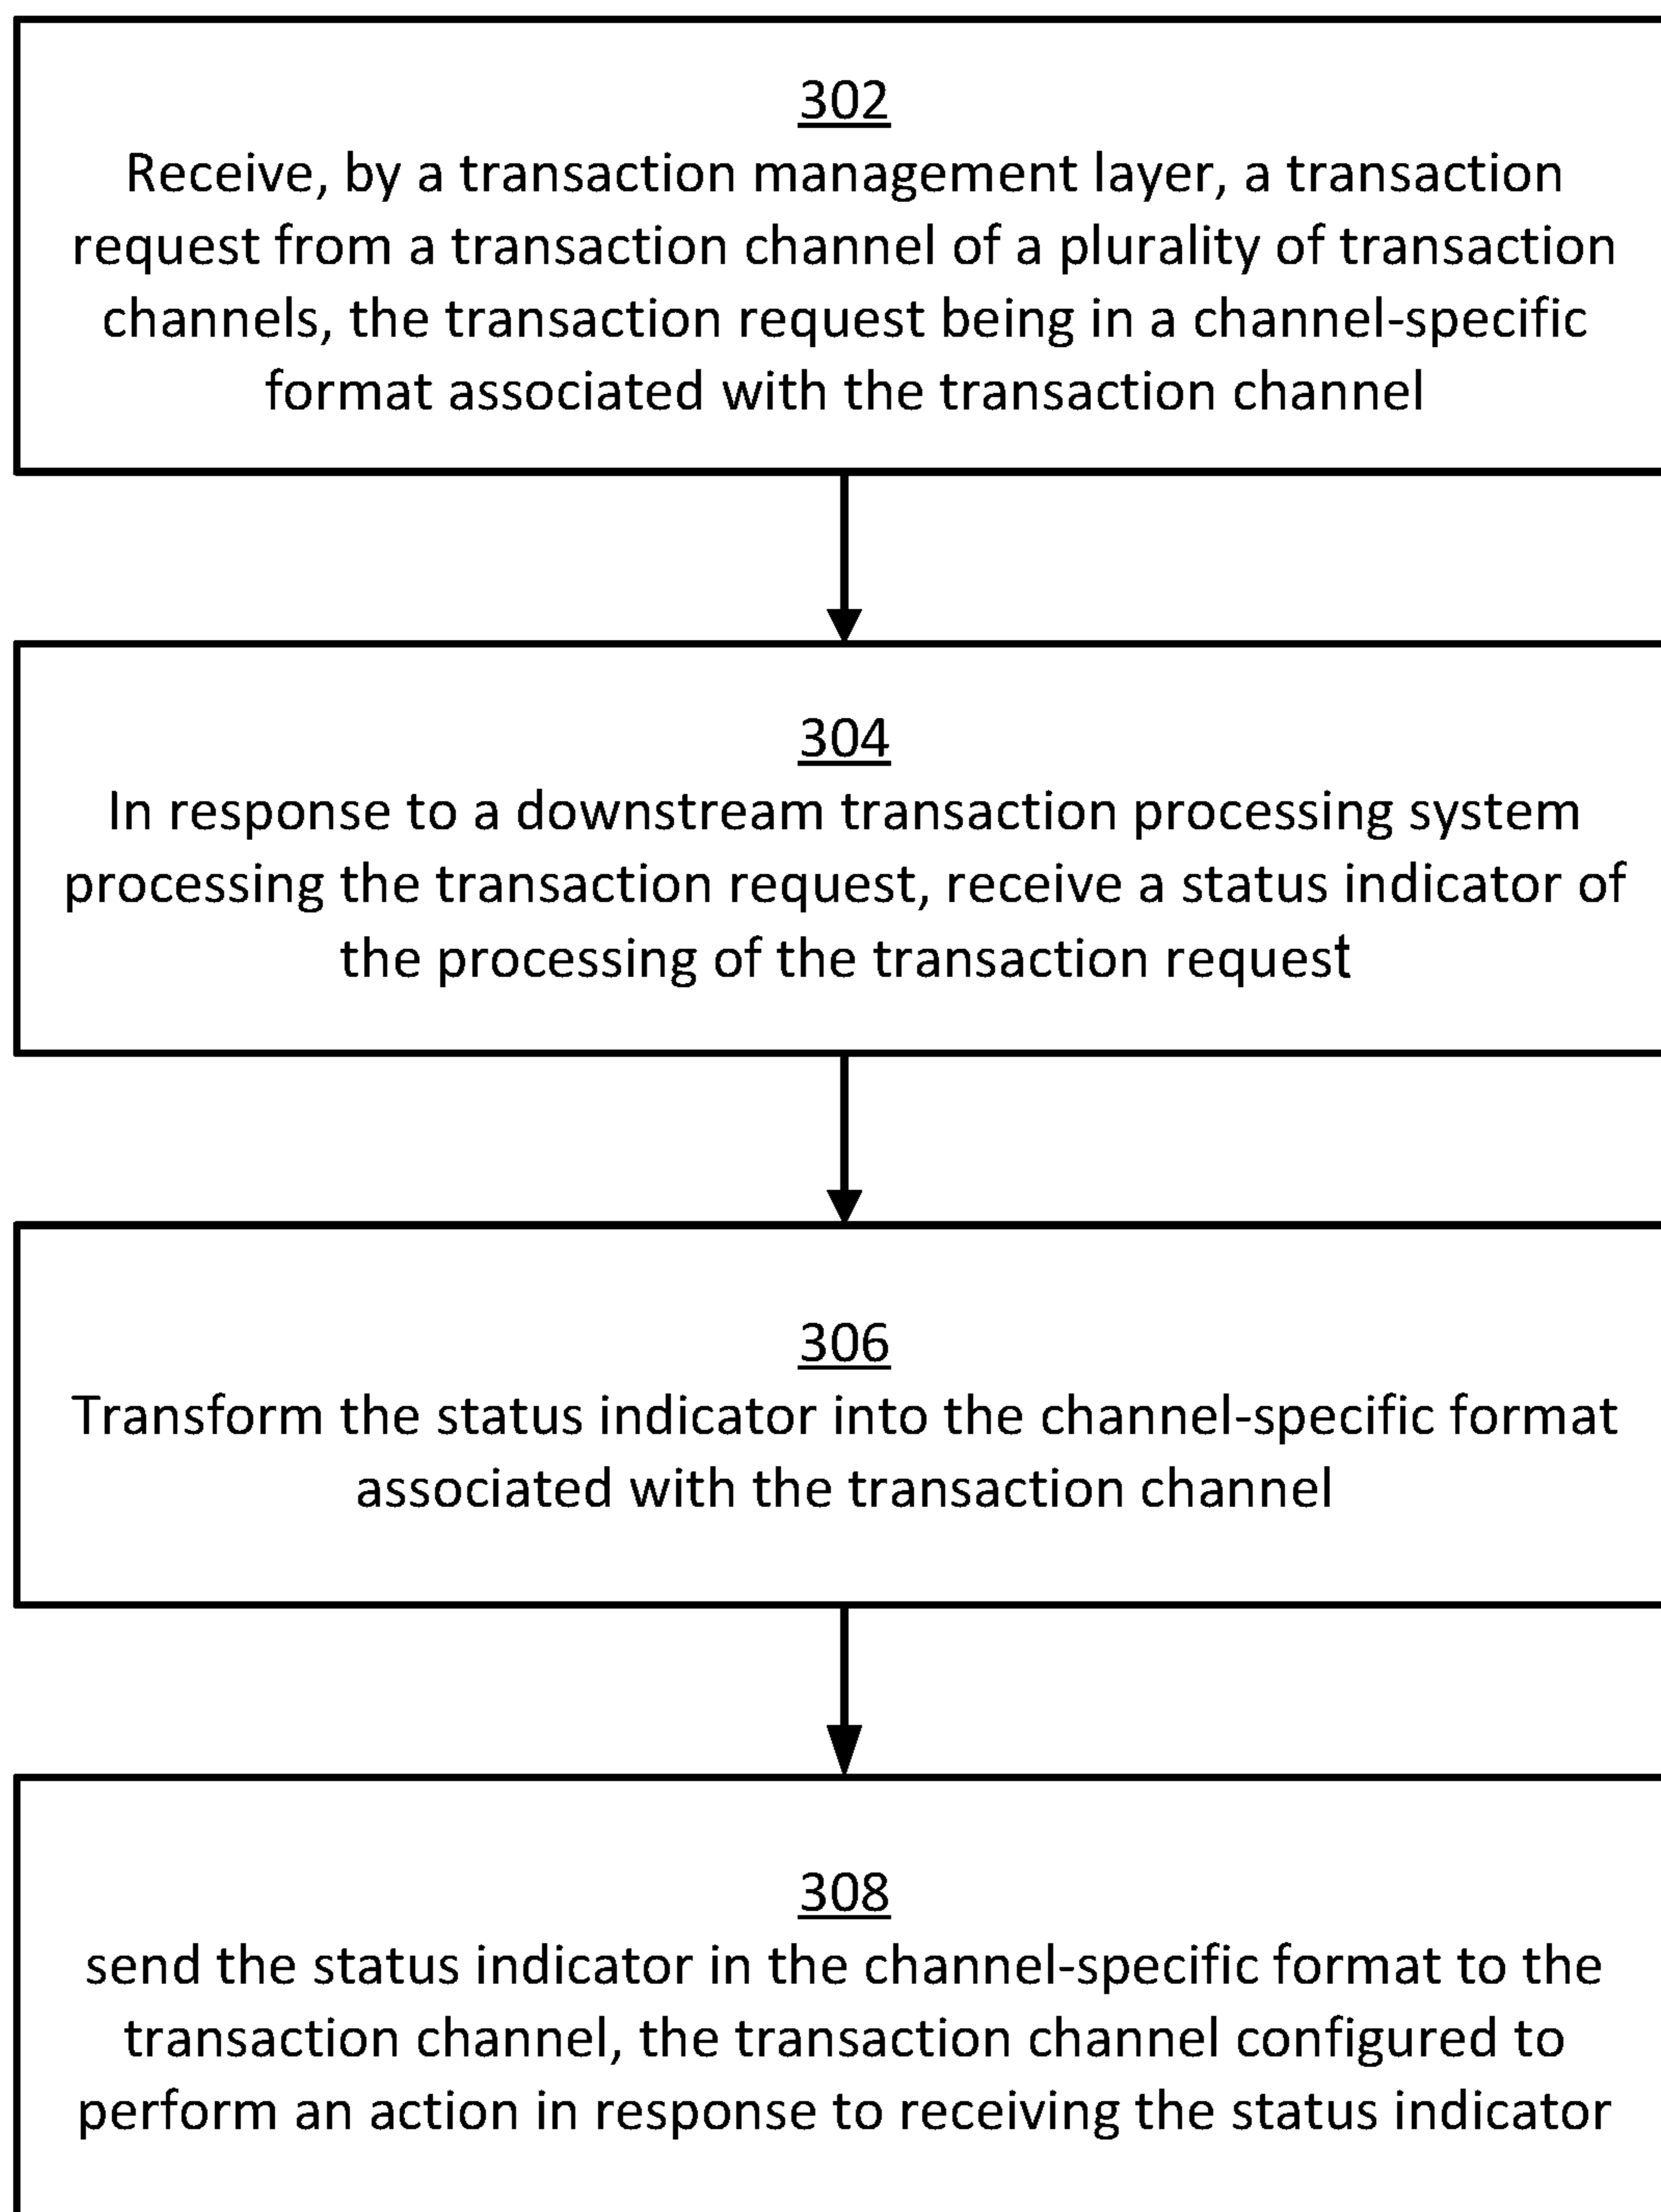 302
Receive, by a transaction management layer, a transaction
request from a transaction channel of a plurality of transaction
channels, the transaction request being in a channel-specific
format associated with the transaction channel
304
In response to a downstream transaction processing system
processing the transaction request, receive a status indicator of
the processing of the transaction request
306
Transform the status indicator into the channel-specific format
associated with the transaction channel
308
send the status indicator in the channel-specific format to the
transaction channel, the transaction channel configured to
perform an action in response to receiving the status indicator